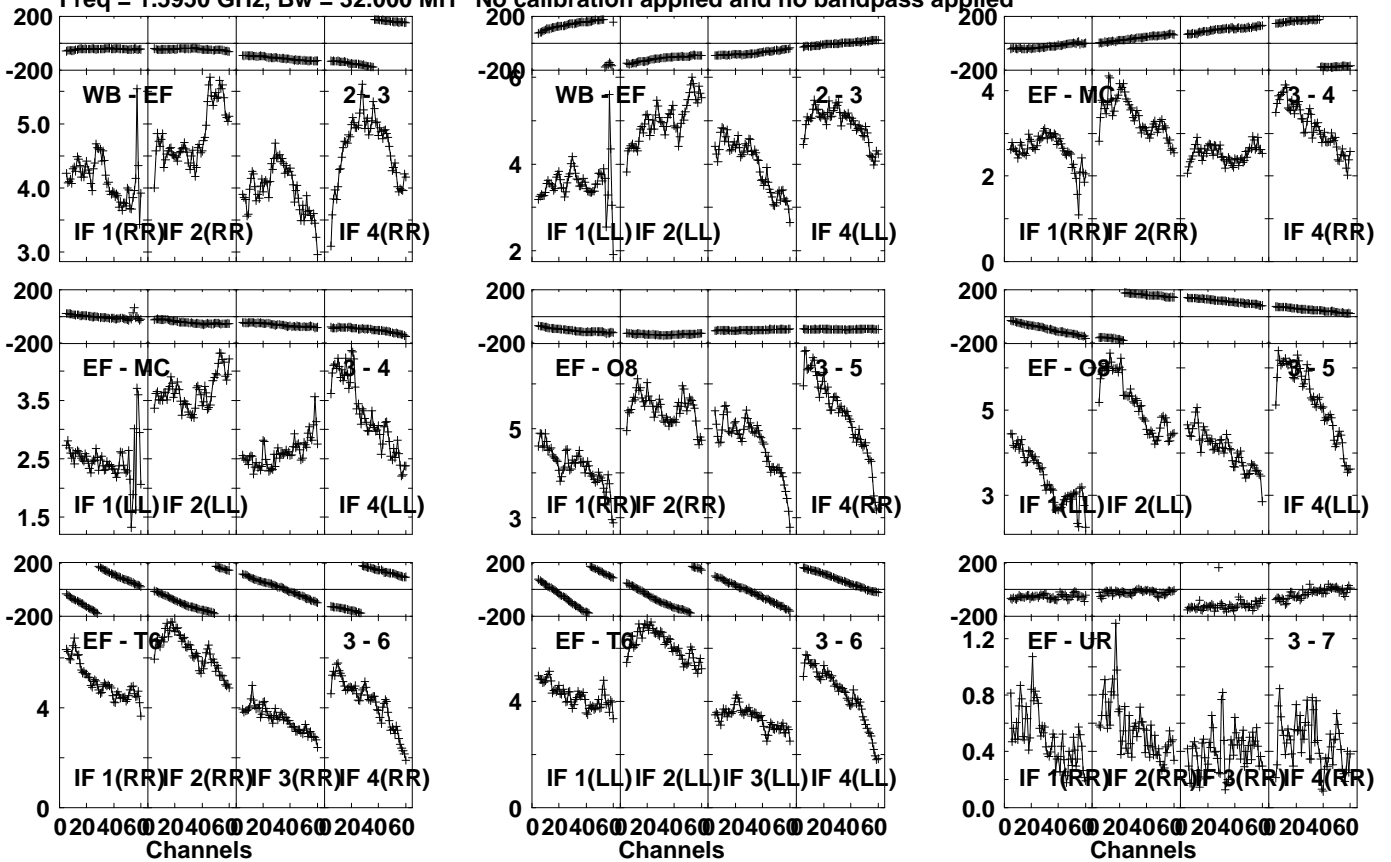 Freq = 1.5950 GHz, Bw = 32.000 MH No calibration applied and no bandpass applied
200
-200
WB - EF 2 - 3
5.0
4.0
3.0
IF 1(RR) IF 2(RR) IF 4(RR)
200
-200
WB - EF 2 - 3
6
4
2
IF 1(LL) IF 2(LL) IF 4(LL)
200
-200
EF - MC 3 - 4
4
2
0
IF 1(RR) IF 2(RR) IF 4(RR)
200
-200
EF - MC 3 - 4
3.5
2.5
1.5
IF 1(LL) IF 2(LL) IF 4(LL)
200
-200
EF - O8 3 - 5
5
3
IF 1(RR) IF 2(RR) IF 4(RR)
200
-200
EF - O8 3 - 5
5
3
IF 1(LL) IF 2(LL) IF 4(LL)
200
-200
EF - T6 3 - 6
4
0
IF 1(RR) IF 2(RR) IF 3(RR) IF 4(RR)
0 20 40 60 0 20 40 60 0 20 40 60 0 20 40 60
Channels
200
-200
EF - T6 3 - 6
4
0
IF 1(LL) IF 2(LL) IF 3(LL) IF 4(LL)
0 20 40 60 0 20 40 60 0 20 40 60 0 20 40 60
Channels
200
-200
EF - UR 3 - 7
1.2
0.8
0.4
0.0
IF 1(RR) IF 2(RR) IF 3(RR) IF 4(RR)
0 20 40 60 0 20 40 60 0 20 40 60 0 20 40 60
Channels